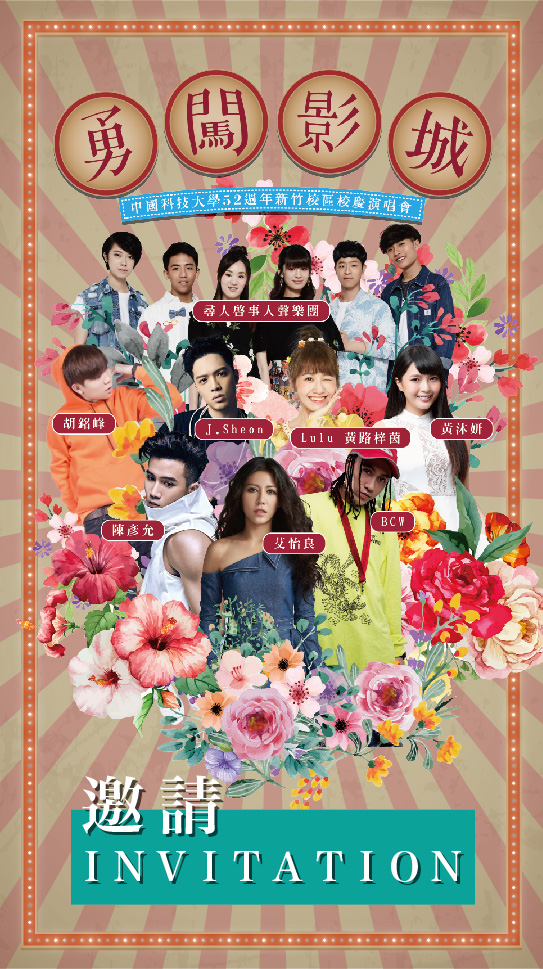 勇闖影城
中國科技大學52週年新竹校區校慶演唱會
尋人啓事人聲樂團
胡銘峰
J.Sheon
Lulu 黃路梓茵
黃沐妍
陳彥允
艾怡良
BCW
邀請
INVITATION